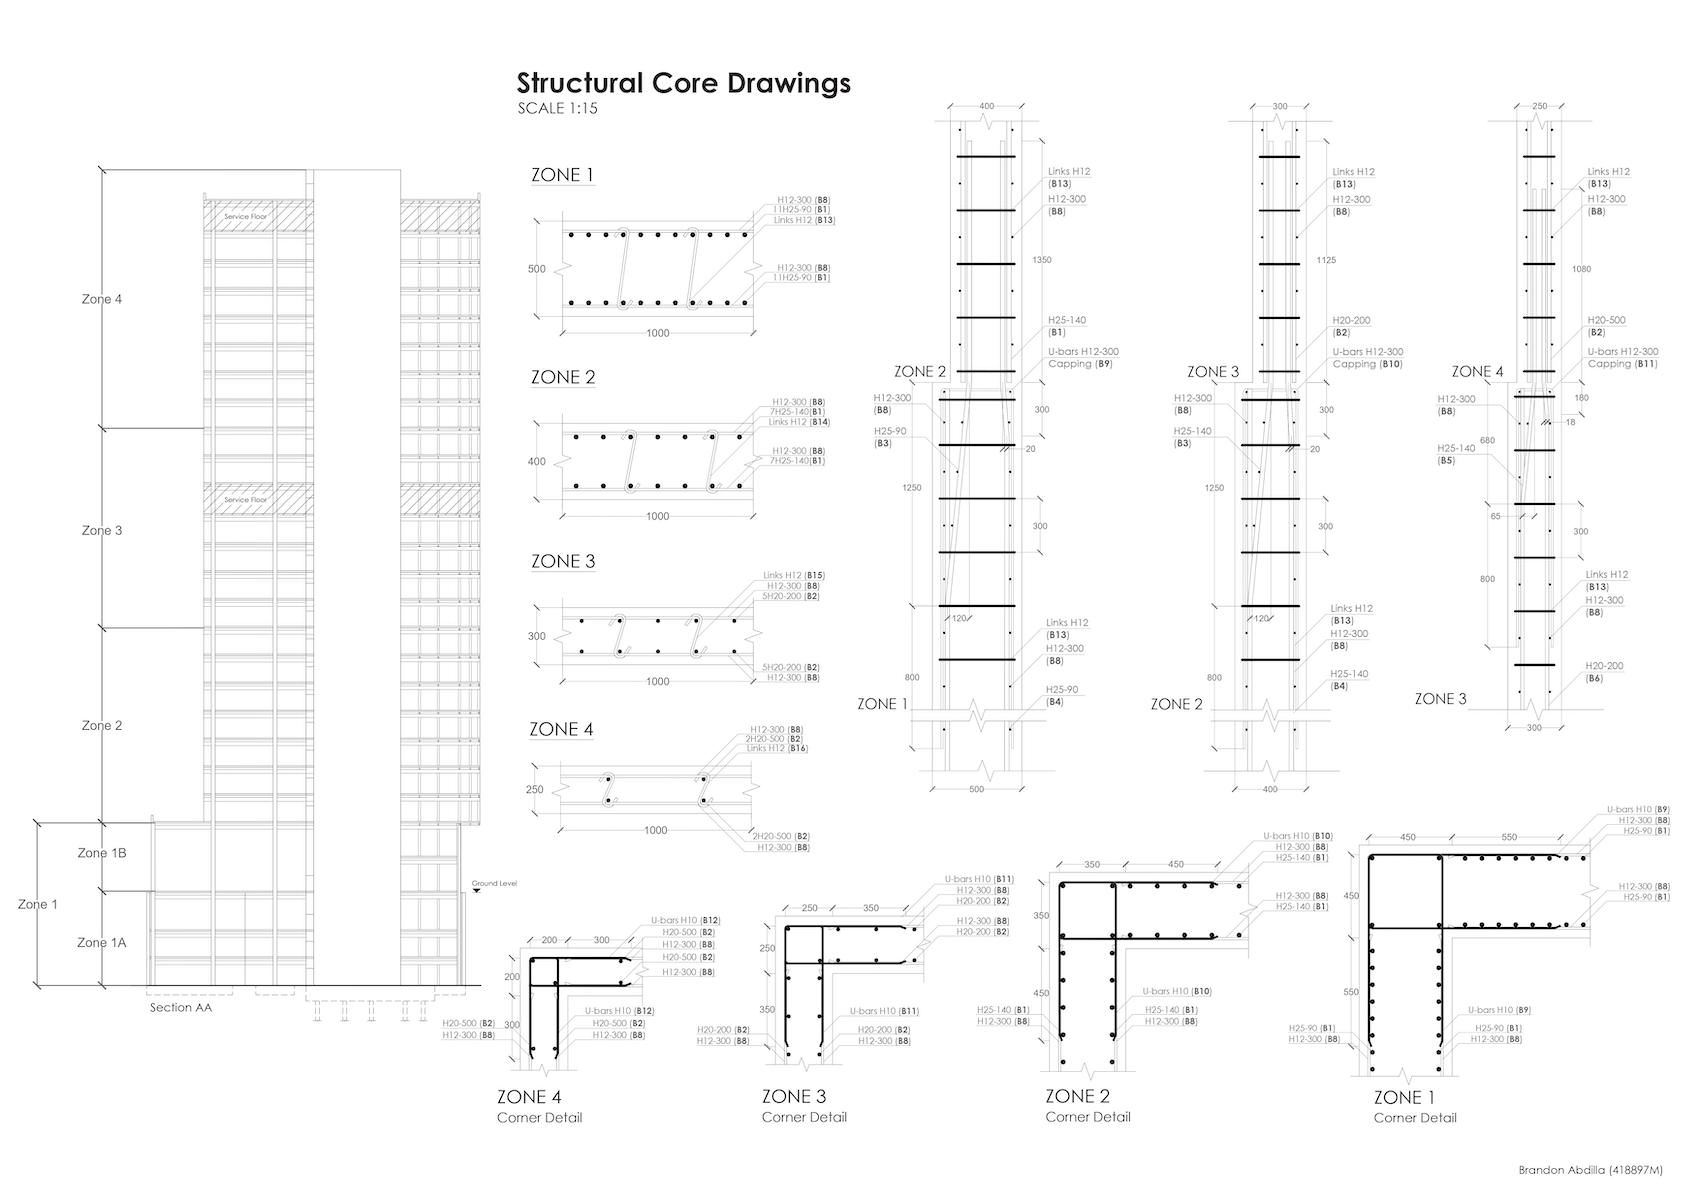 Structural Core Drawings
SCALE 1:15
Service Floor
Zone 4
Service Floor
Zone 3
Zone 2
Zone 1B
Ground Level
Zone 1
Zone 1A
Section AA
ZONE 1
H12-300 (B8)
11H25-90 (B1)
Links H12 (B13)
500
H12-300 (B8)
11H25-90 (B1)
1000
ZONE 2
H12-300 (B8)
7H25-140(B1)
Links H12 (B14)
400
H12-300 (B8)
7H25-140(B1)
1000
ZONE 3
Links H12 (B15)
H12-300 (B8)
5H20-200 (B2)
300
5H20-200 (B2)
H12-300 (B8)
1000
ZONE 4
H12-300 (B8)
2H20-500 (B2)
Links H12 (B16)
250
1000
2H20-500 (B2)
H12-300 (B8)
400
Links H12
(B13)
H12-300
(B8)
1350
H25-140
(B1)
U-bars H12-300
Capping (B9)
ZONE 2
H12-300
(B8)
300
H25-90
(B3)
20
1250
300
120
Links H12
(B13)
H12-300
(B8)
800
H25-90
(B4)
ZONE 1
500
300
Links H12
(B13)
H12-300
(B8)
1125
H20-200
(B2)
U-bars H12-300
Capping (B10)
ZONE 3
H12-300
(B8)
300
H25-140
(B3)
20
1250
300
120
Links H12
(B13)
H12-300
(B8)
800
H25-140
(B4)
ZONE 2
400
250
Links H12
(B13)
H12-300
(B8)
1080
H20-500
(B2)
U-bars H12-300
Capping (B11)
ZONE 4
H12-300
(B8)
180
18
680
H25-140
(B5)
65
300
800
Links H12
(B13)
H12-300
(B8)
H20-200
(B6)
ZONE 3
300
U-bars H10 (B12)
H20-500 (B2)
H12-300 (B8)
H20-500 (B2)
H12-300 (B8)
200
300
200
300
U-bars H10 (B12)
H20-500 (B2)
H12-300 (B8)
H20-500 (B2)
H12-300 (B8)
ZONE 4
Corner Detail
U-bars H10 (B11)
H12-300 (B8)
H20-200 (B2)
H12-300 (B8)
H20-200 (B2)
250
350
250
350
U-bars H10 (B11)
H20-200 (B2)
H12-300 (B8)
H20-200 (B2)
H12-300 (B8)
ZONE 3
Corner Detail
U-bars H10 (B10)
H12-300 (B8)
H25-140 (B1)
350
450
H12-300 (B8)
H25-140 (B1)
350
450
U-bars H10 (B10)
H25-140 (B1)
H12-300 (B8)
H25-140 (B1)
H12-300 (B8)
ZONE 2
Corner Detail
U-bars H10 (B9)
H12-300 (B8)
H25-90 (B1)
450
550
H12-300 (B8)
H25-90 (B1)
450
550
U-bars H10 (B9)
H25-90 (B1)
H12-300 (B8)
H25-90 (B1)
H12-300 (B8)
ZONE 1
Corner Detail
Brandon Abdilla (418897M)